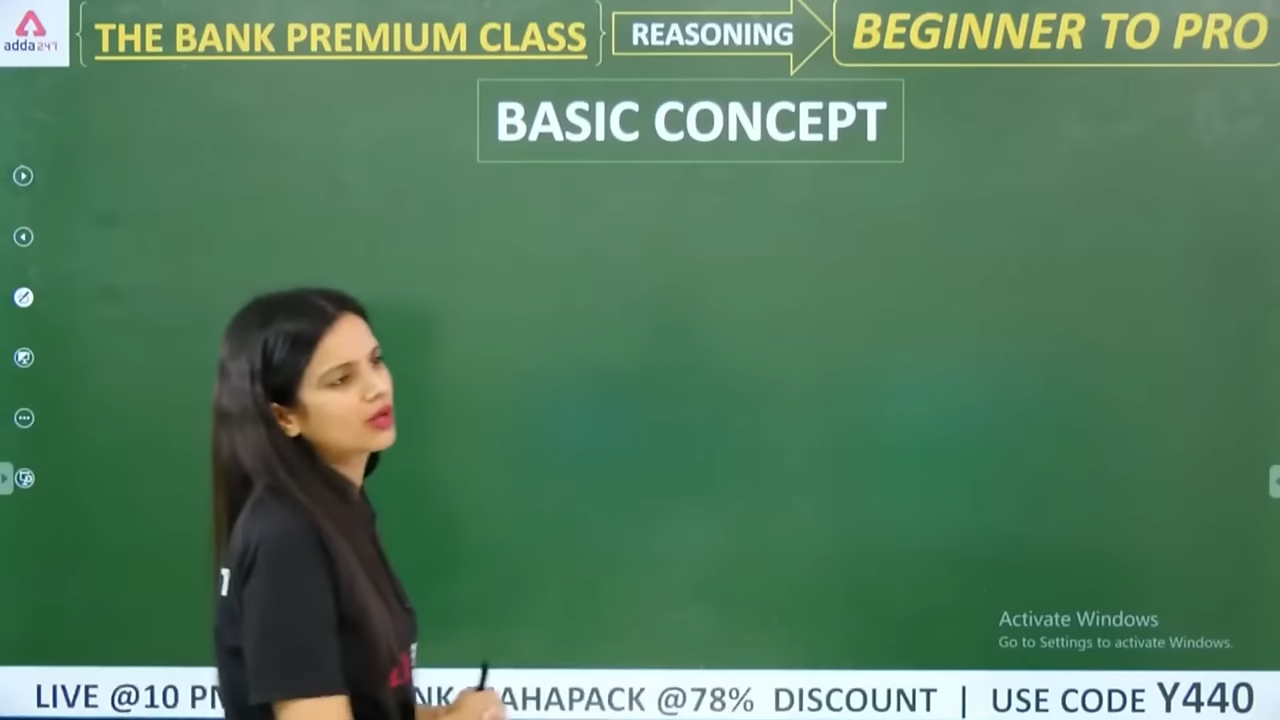 adda247
THE BANK PREMIUM CLASS
REASONING
BEGINNER TO PRO
BASIC CONCEPT
Activate Windows
Go to Settings to activate Windows.
LIVE @10 @78% DISCOUNT | USE CODE Y440